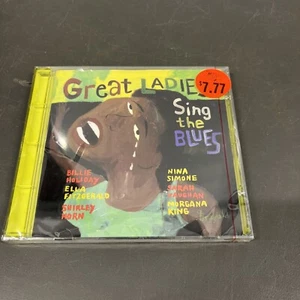 Great LADIES
$7.77
Sing
the
BLUES
BILLIE
HOLIDAY
ELLA
FITZGERALD
SHIRLEY
HORN
NINA
SIMONE
SARAH
VAUGHAN
MORGANA
KING